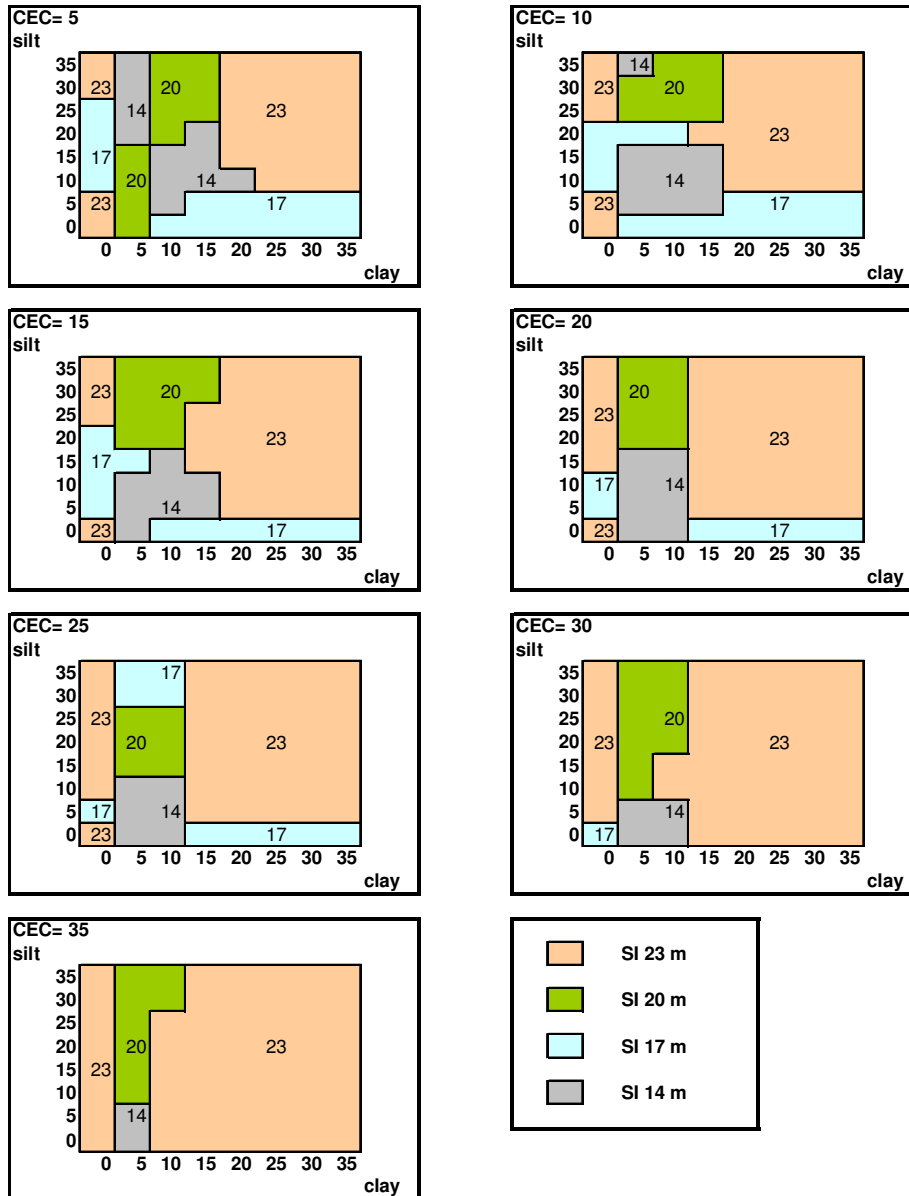 CEC= 5
silt
35
30 23 20
25 14 23
20
15 17
10 20 14
5 23 17
0
0 5 10 15 20 25 30 35
clay
CEC= 10
silt
35 14
30 23 20
25
20 23
15
10 14
5 23 17
0
0 5 10 15 20 25 30 35
clay
CEC= 15
silt
35
30 23 20
25
20 23
15 17
10
5 14
0 23 17
0 5 10 15 20 25 30 35
clay
CEC= 20
silt
35
30 20
25 23
20 23
15
10 17 14
5
0 23 17
0 5 10 15 20 25 30 35
clay
CEC= 25
silt
35 17
30
25 23
20 20 23
15
10
5 17 14
0 23 17
0 5 10 15 20 25 30 35
clay
CEC= 30
silt
35
30
25 20
20 23 23
15
10
5 14
0 17
0 5 10 15 20 25 30 35
clay
CEC= 35
silt
35
30
25
20 20 23
15 23
10
5 14
0
0 5 10 15 20 25 30 35
clay
SI 23 m
SI 20 m
SI 17 m
SI 14 m